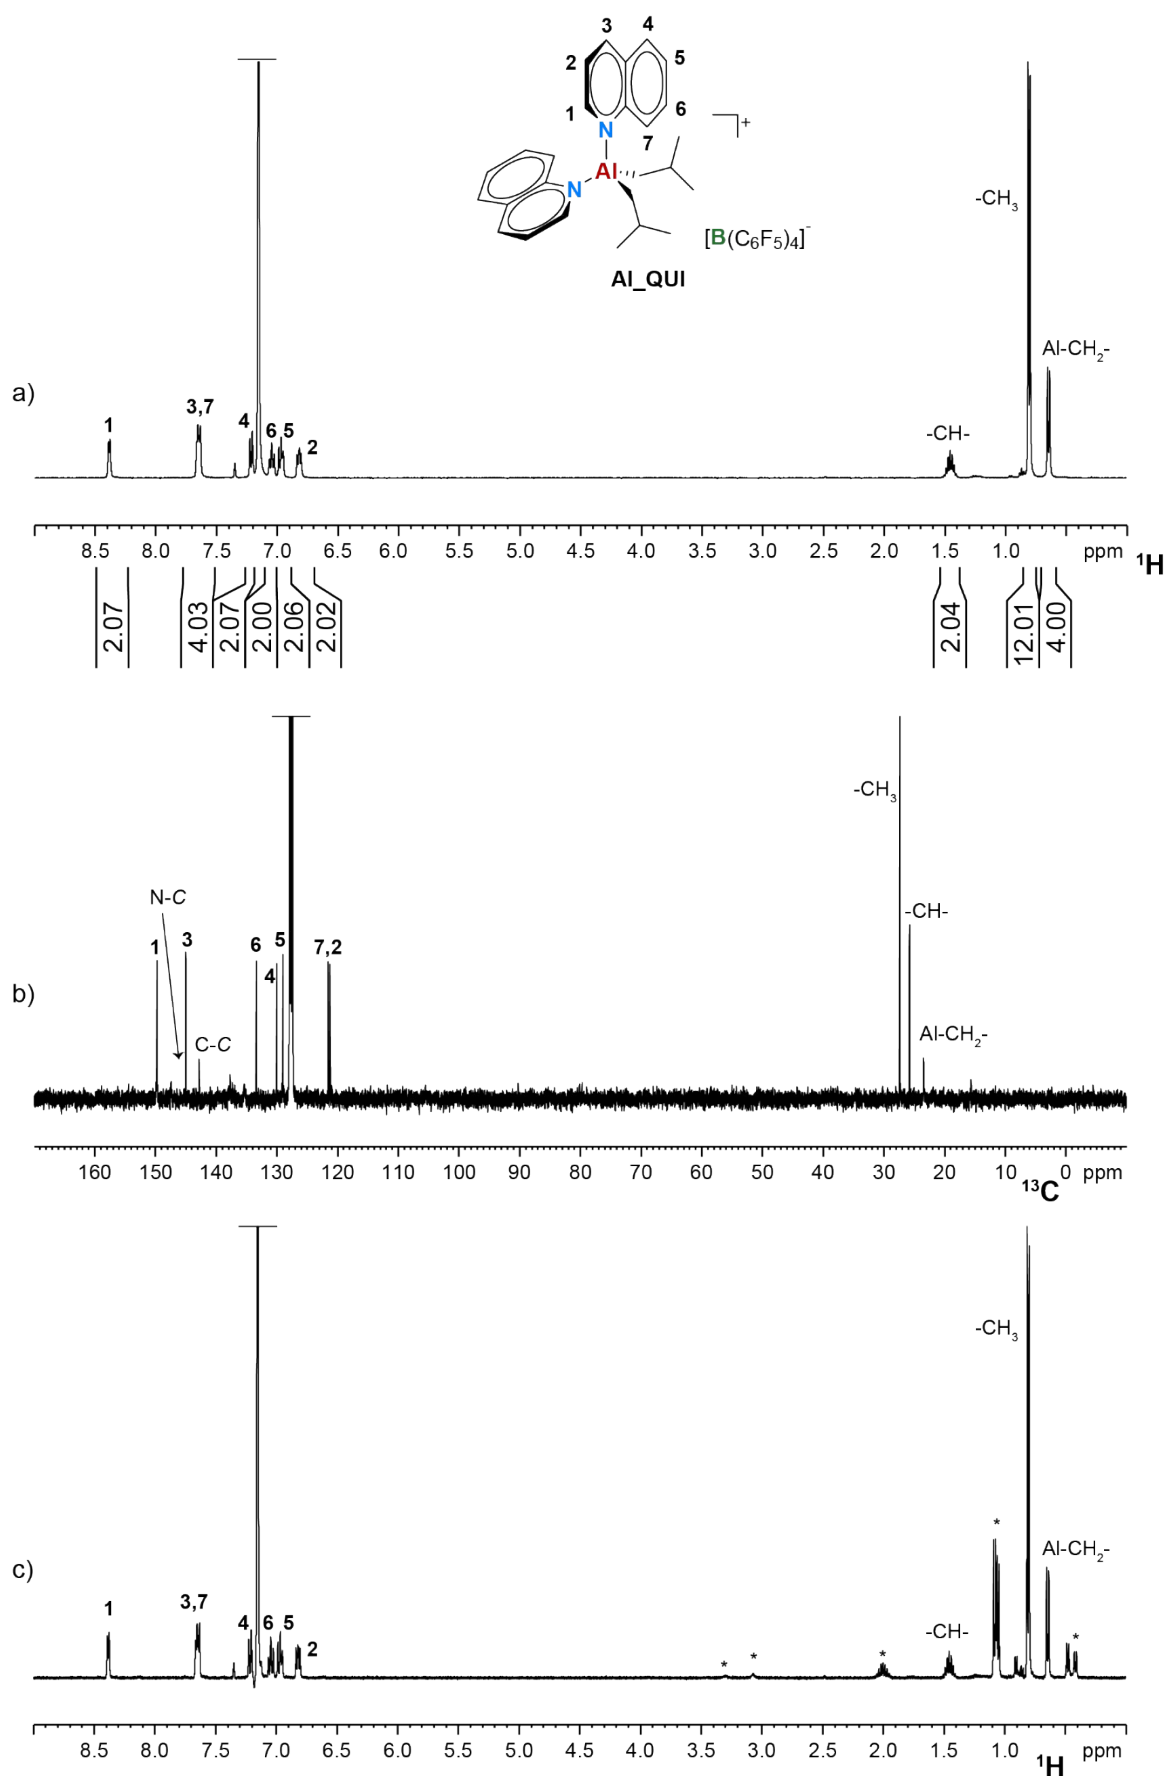 3 4
2 5
1 6
N 7
]+
Al
N
[B(C6F5)4]-
Al_QUI
-CH3
Al-CH2-
a)
1
3,7
4 6 5 2
-CH-
8.5 8.0 7.5 7.0 6.5 6.0 5.5 5.0 4.5 4.0 3.5 3.0 2.5 2.0 1.5 1.0 ppm
1H
2.07 4.03 2.07 2.00 2.06 2.02 2.04 12.01 4.00
-CH3
N-C
-CH-
1 3 6 5 7,2
4
b)
C-C
Al-CH2-
160 150 140 130 120 110 100 90 80 70 60 50 40 30 20 10 0 ppm
13C
-CH3
*
Al-CH2-
c)
1 3,7
4 6 5 2
-CH-
* * * *
8.5 8.0 7.5 7.0 6.5 6.0 5.5 5.0 4.5 4.0 3.5 3.0 2.5 2.0 1.5 1.0 ppm
1H